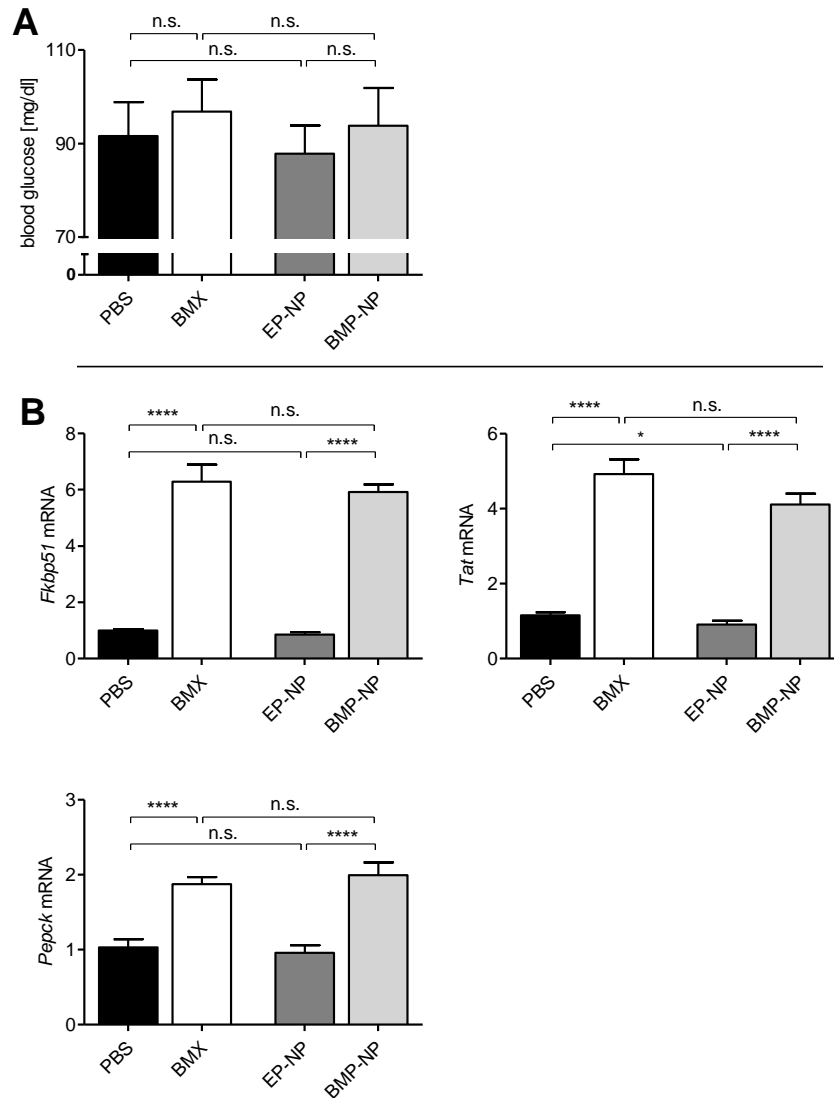 A
n.s. n.s.
n.s. n.s.
110
90
70
0
blood glucose [mg/dl]
PBS BMX EP-NP BMP-NP
B
**** n.s.
n.s. ****
8
6
4
2
0
Fkbp51 mRNA
PBS BMX EP-NP BMP-NP
**** n.s.
* ****
6
4
2
0
Tat mRNA
PBS BMX EP-NP BMP-NP
**** n.s.
n.s. ****
3
2
1
0
Pepck mRNA
PBS BMX EP-NP BMP-NP